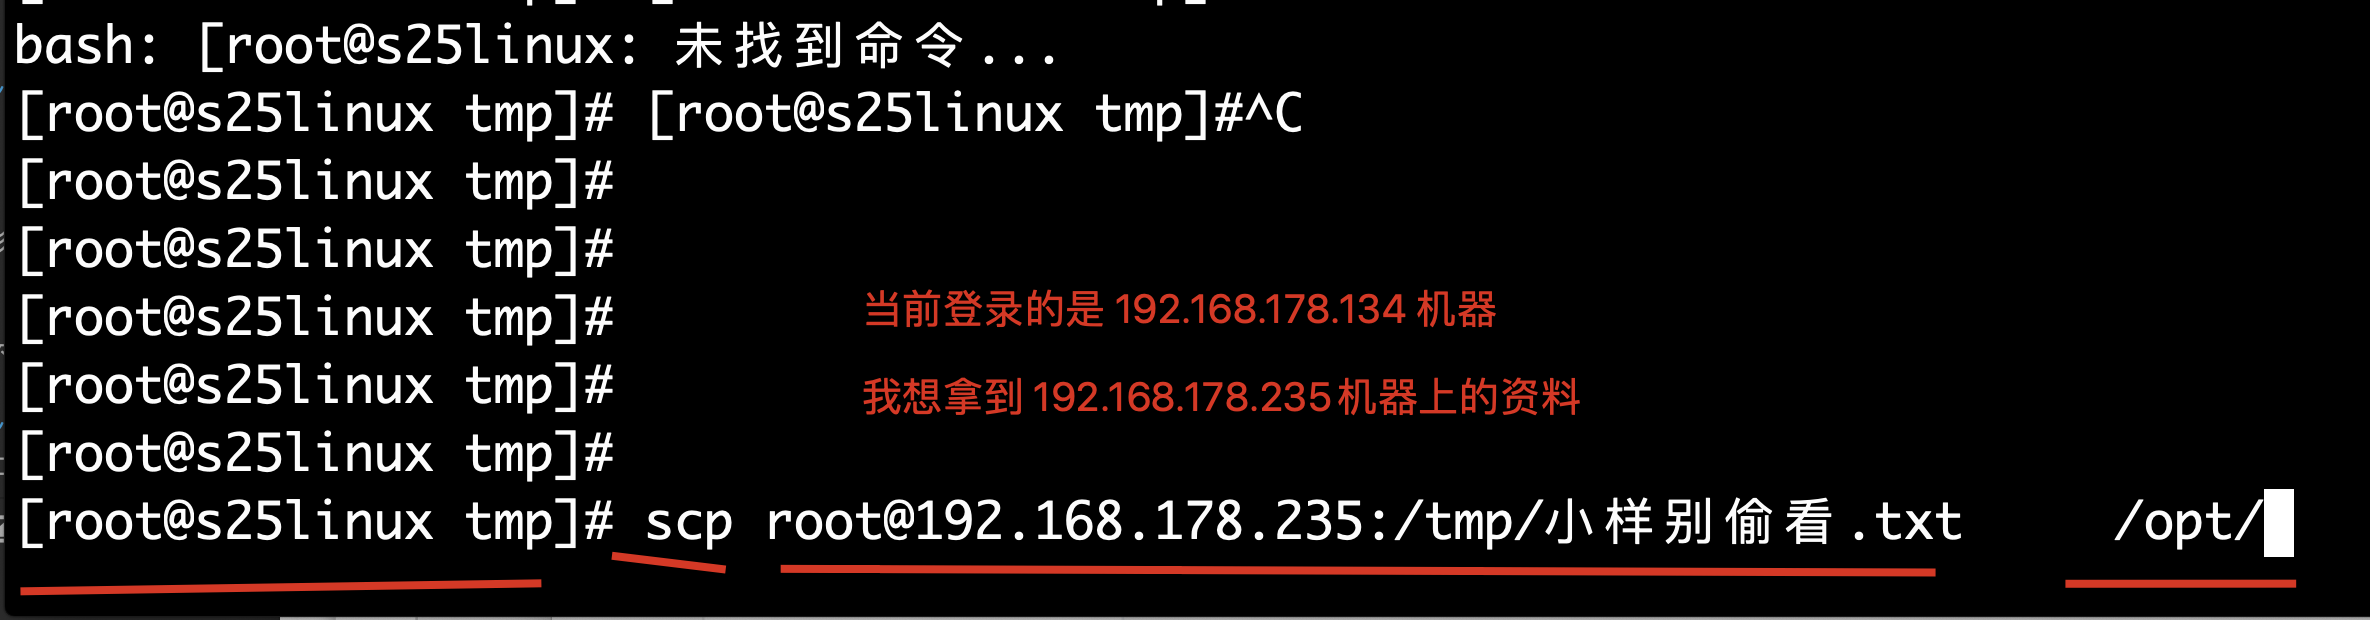 bash: [root@s25linux: 未找到命令...
[root@s25linux tmp]# [root@s25linux tmp]#^C
[root@s25linux tmp]#
[root@s25linux tmp]#
[root@s25linux tmp]#
当前登录的是 192.168.178.134 机器
[root@s25linux tmp]#
我想拿到 192.168.178.235机器上的资料
[root@s25linux tmp]#
[root@s25linux tmp]# scp root@192.168.178.235:/tmp/小样别偷看.txt /opt/